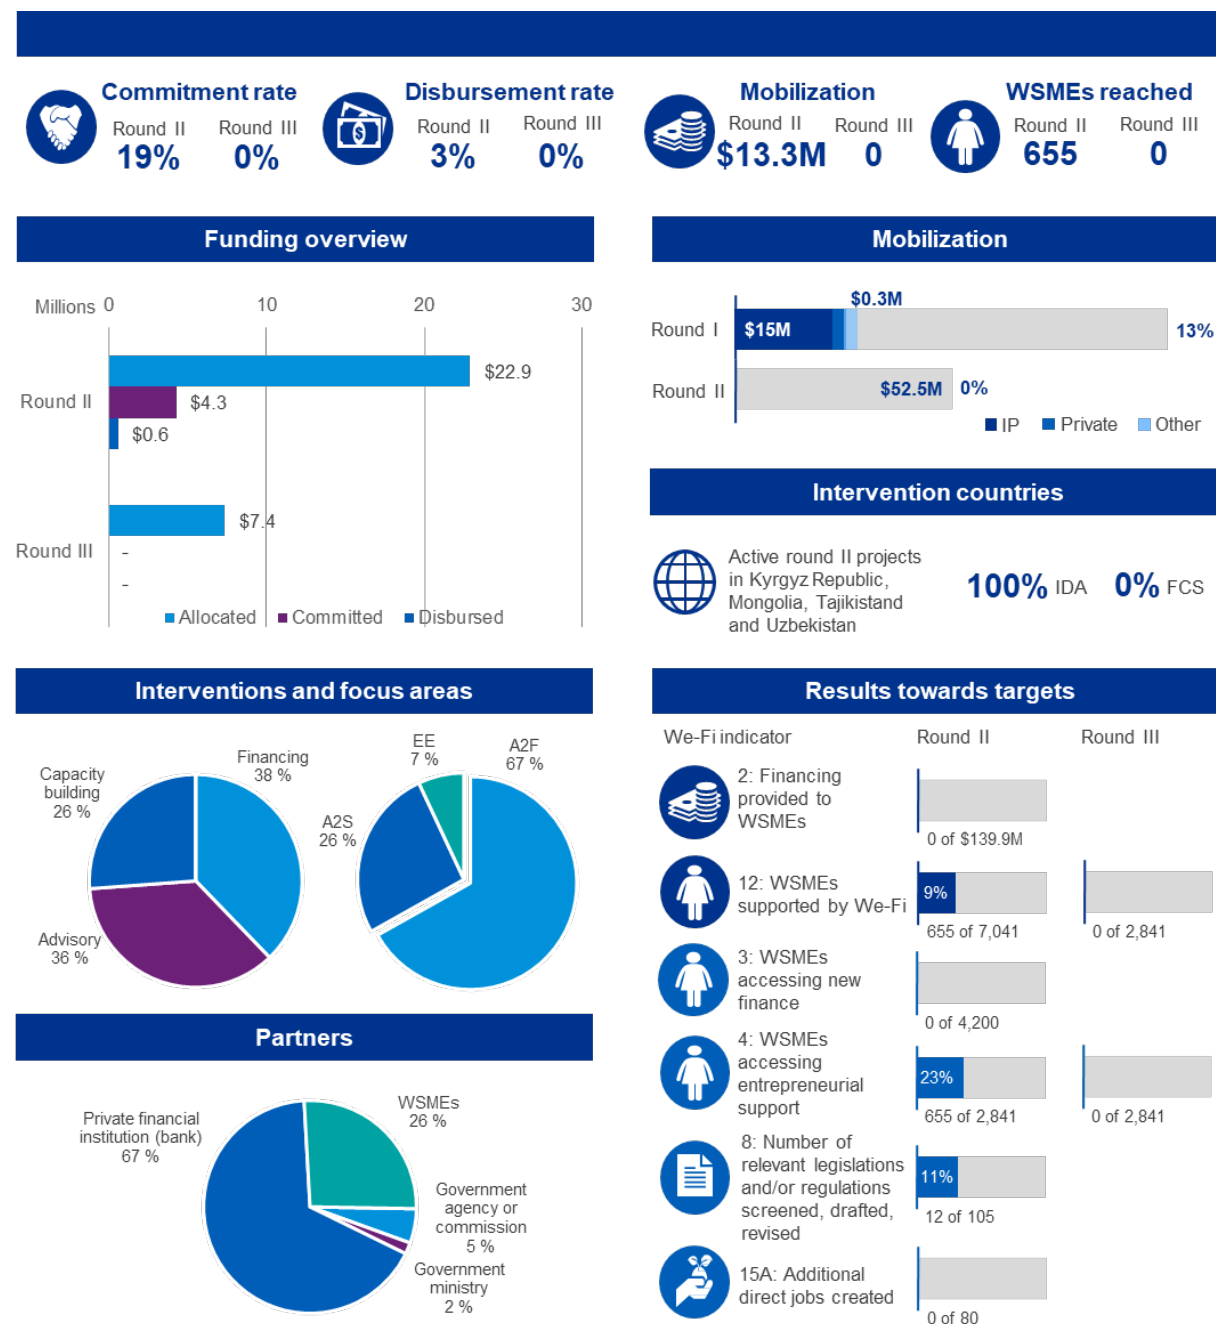 Commitment rate
Round II
Round III
19%
0%
Disbursement rate
Round II
Round III
3%
0%
Mobilization
Round II
Round III
$13.3M
0
WSMEs reached
Round II
Round III
655
0
Funding overview
Millions
0
10
20
30
Round II
$22.9
$4.3
$0.6
Round III
$7.4
-
-
Allocated
Committed
Disbursed
Mobilization
$0.3M
Round I
$15M
13%
Round II
$52.5M
0%
IP
Private
Other
Intervention countries
Active round II projects
in Kyrgyz Republic,
Mongolia, Tajikistand
and Uzbekistan
100% IDA
0% FCS
Interventions and focus areas
Financing
38 %
Capacity
building
26 %
Advisory
36 %
EE
7 %
A2F
67 %
A2S
26 %
Partners
Private financial
institution (bank)
67 %
WSMEs
26 %
Government
agency or
commission
5 %
Government
ministry
2 %
Results towards targets
We-Fi indicator
Round II
Round III
2: Financing
provided to
WSMEs
0 of $139.9M
12: WSMEs
supported by We-Fi
9%
655 of 7,041
0 of 2,841
3: WSMEs
accessing new
finance
0 of 4,200
4: WSMEs
accessing
entrepreneurial
support
23%
655 of 2,841
0 of 2,841
8: Number of
relevant legislations
and/or regulations
screened, drafted,
revised
11%
12 of 105
15A: Additional
direct jobs created
0 of 80